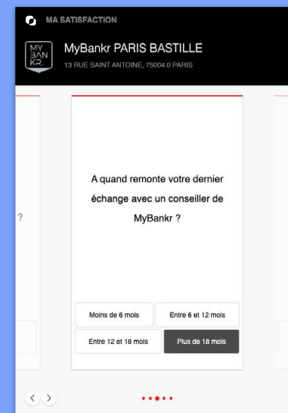 MA SATISFACTION
MY
BAN
KR
MyBankr PARIS BASTILLE
13 RUE SAINT ANTOINE, 75004.0 PARIS
?
A quand remonte votre dernier
échange avec un conseiller de
MyBankr ?
Moins de 6 mois
Entre 6 et 12 mois
Entre 12 et 18 mois
Plus de 18 mois